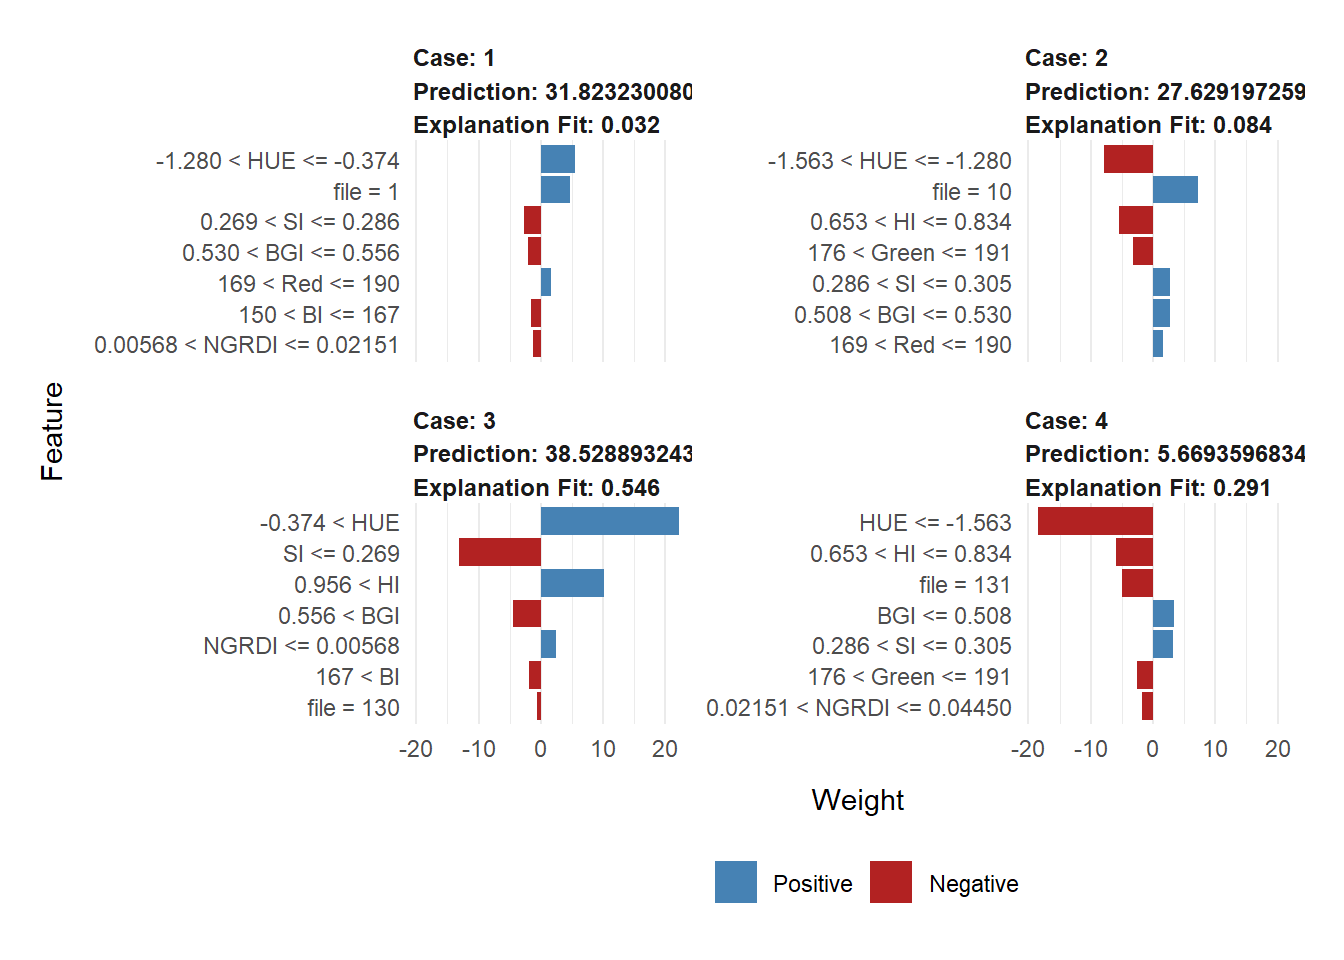 Case: 1
Prediction: 31.823230080
Explanation Fit: 0.032
-1.280 < HUE <= -0.374
file = 1
0.269 < SI <= 0.286
0.530 < BGI <= 0.556
169 < Red <= 190
150 < BI <= 167
0.00568 < NGRDI <= 0.02151
Case: 2
Prediction: 27.629197259
Explanation Fit: 0.084
-1.563 < HUE <= -1.280
file = 10
0.653 < HI <= 0.834
176 < Green <= 191
0.286 < SI <= 0.305
0.508 < BGI <= 0.530
169 < Red <= 190
Feature
Case: 3
Prediction: 38.528893243
Explanation Fit: 0.546
-0.374 < HUE
SI <= 0.269
0.956 < HI
0.556 < BGI
NGRDI <= 0.00568
167 < BI
file = 130
-20 -10 0 10 20
Case: 4
Prediction: 5.6693596834
Explanation Fit: 0.291
HUE <= -1.563
0.653 < HI <= 0.834
file = 131
BGI <= 0.508
0.286 < SI <= 0.305
176 < Green <= 191
0.02151 < NGRDI <= 0.04450
-20 -10 0 10 20
Weight
Positive Negative